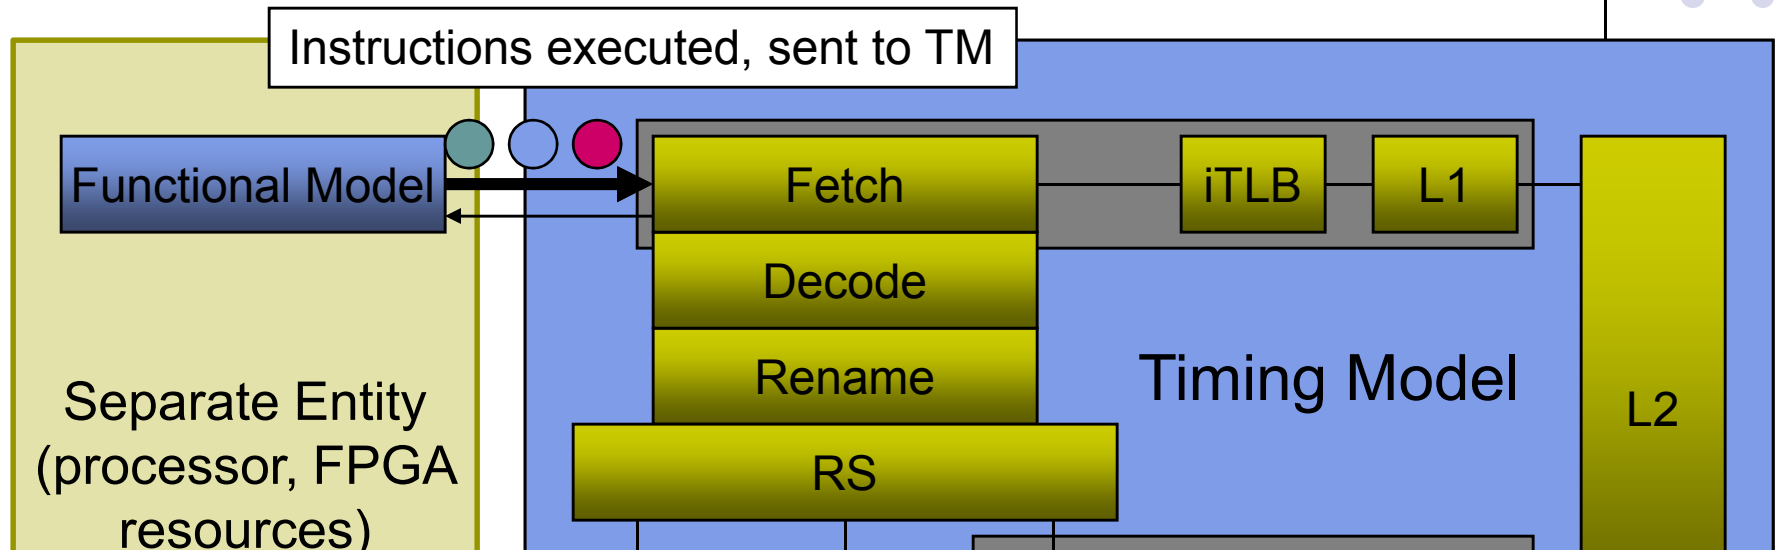 Instructions executed, sent to TM
Functional Model
Fetch
iTLB
L1
Decode
Rename
Timing Model
L2
Separate Entity
(processor, FPGA
resources)
RS